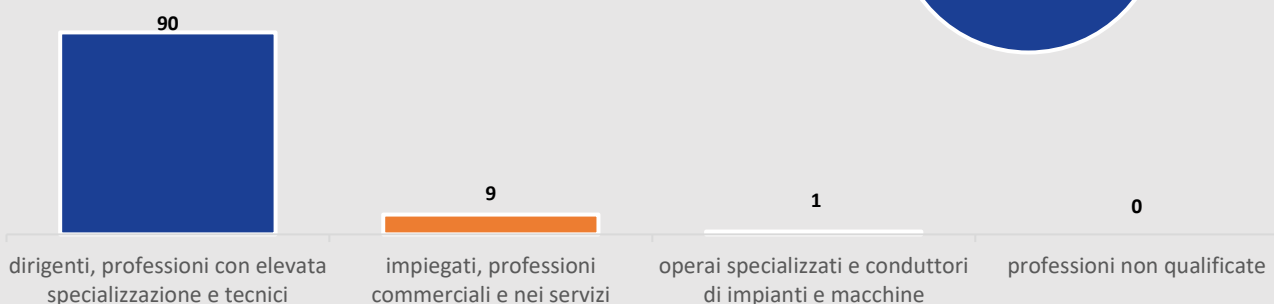 90
9
1
0
dirigenti, professioni con elevata
specializzazione e tecnici
impiegati, professioni
commerciali e nei servizi
operai specializzati e conduttori
di impianti e macchine
professioni non qualificate